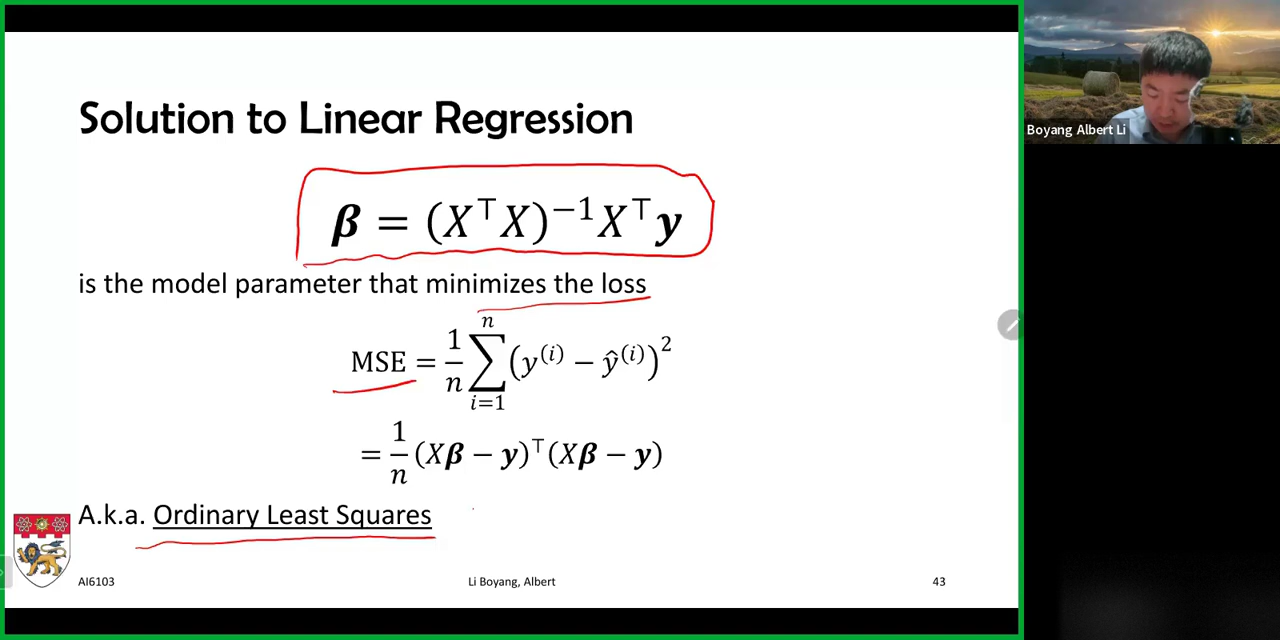 Solution to Linear Regression
𝜷 = (X⊤X)⁻¹X⊤𝒚
is the model parameter that minimizes the loss
MSE = 1/n ∑ⁿᵢ₌₁ (y⁽ⁱ⁾ − ŷ⁽ⁱ⁾)²
= 1/n (X𝜷 − 𝒚)⊤(X𝜷 − 𝒚)
A.k.a. Ordinary Least Squares
AI6103
Li Boyang, Albert
43
Boyang Albert Li